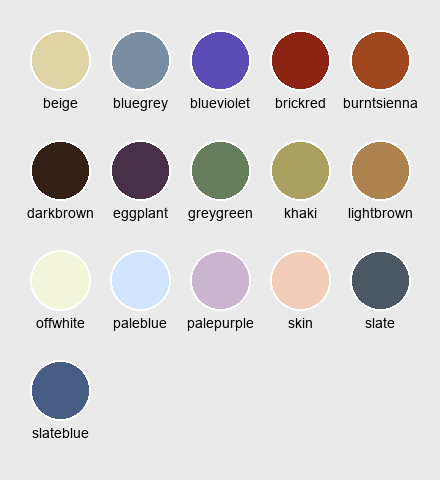 beige bluegrey blueviolet brickred burntsienna
darkbrown eggplant greygreen khaki lightbrown
offwhite paleblue palepurple skin slate
slateblue